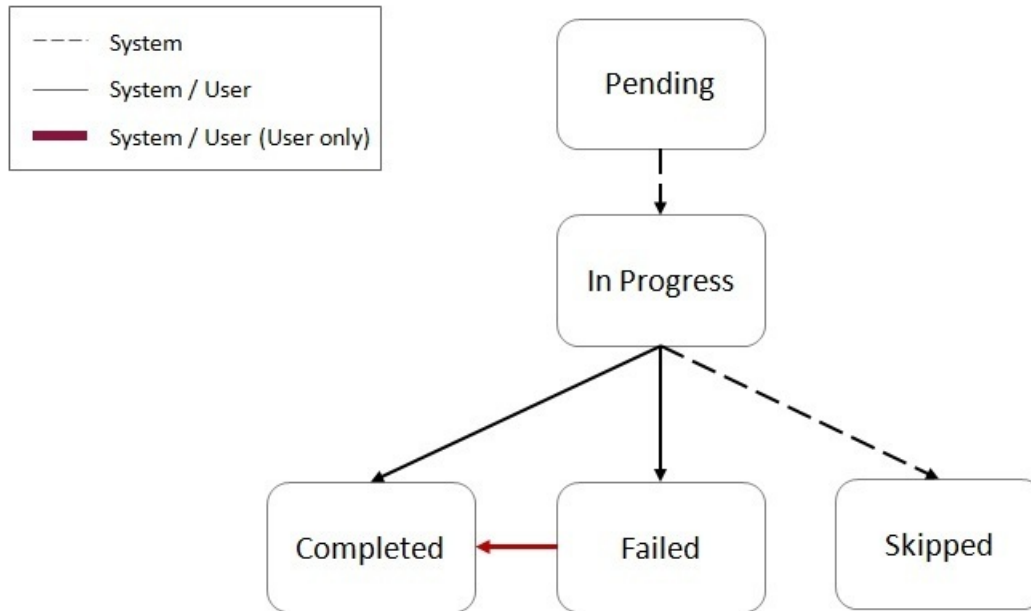 System
System / User
System / User (User only)
Pending
In Progress
Completed
Failed
Skipped